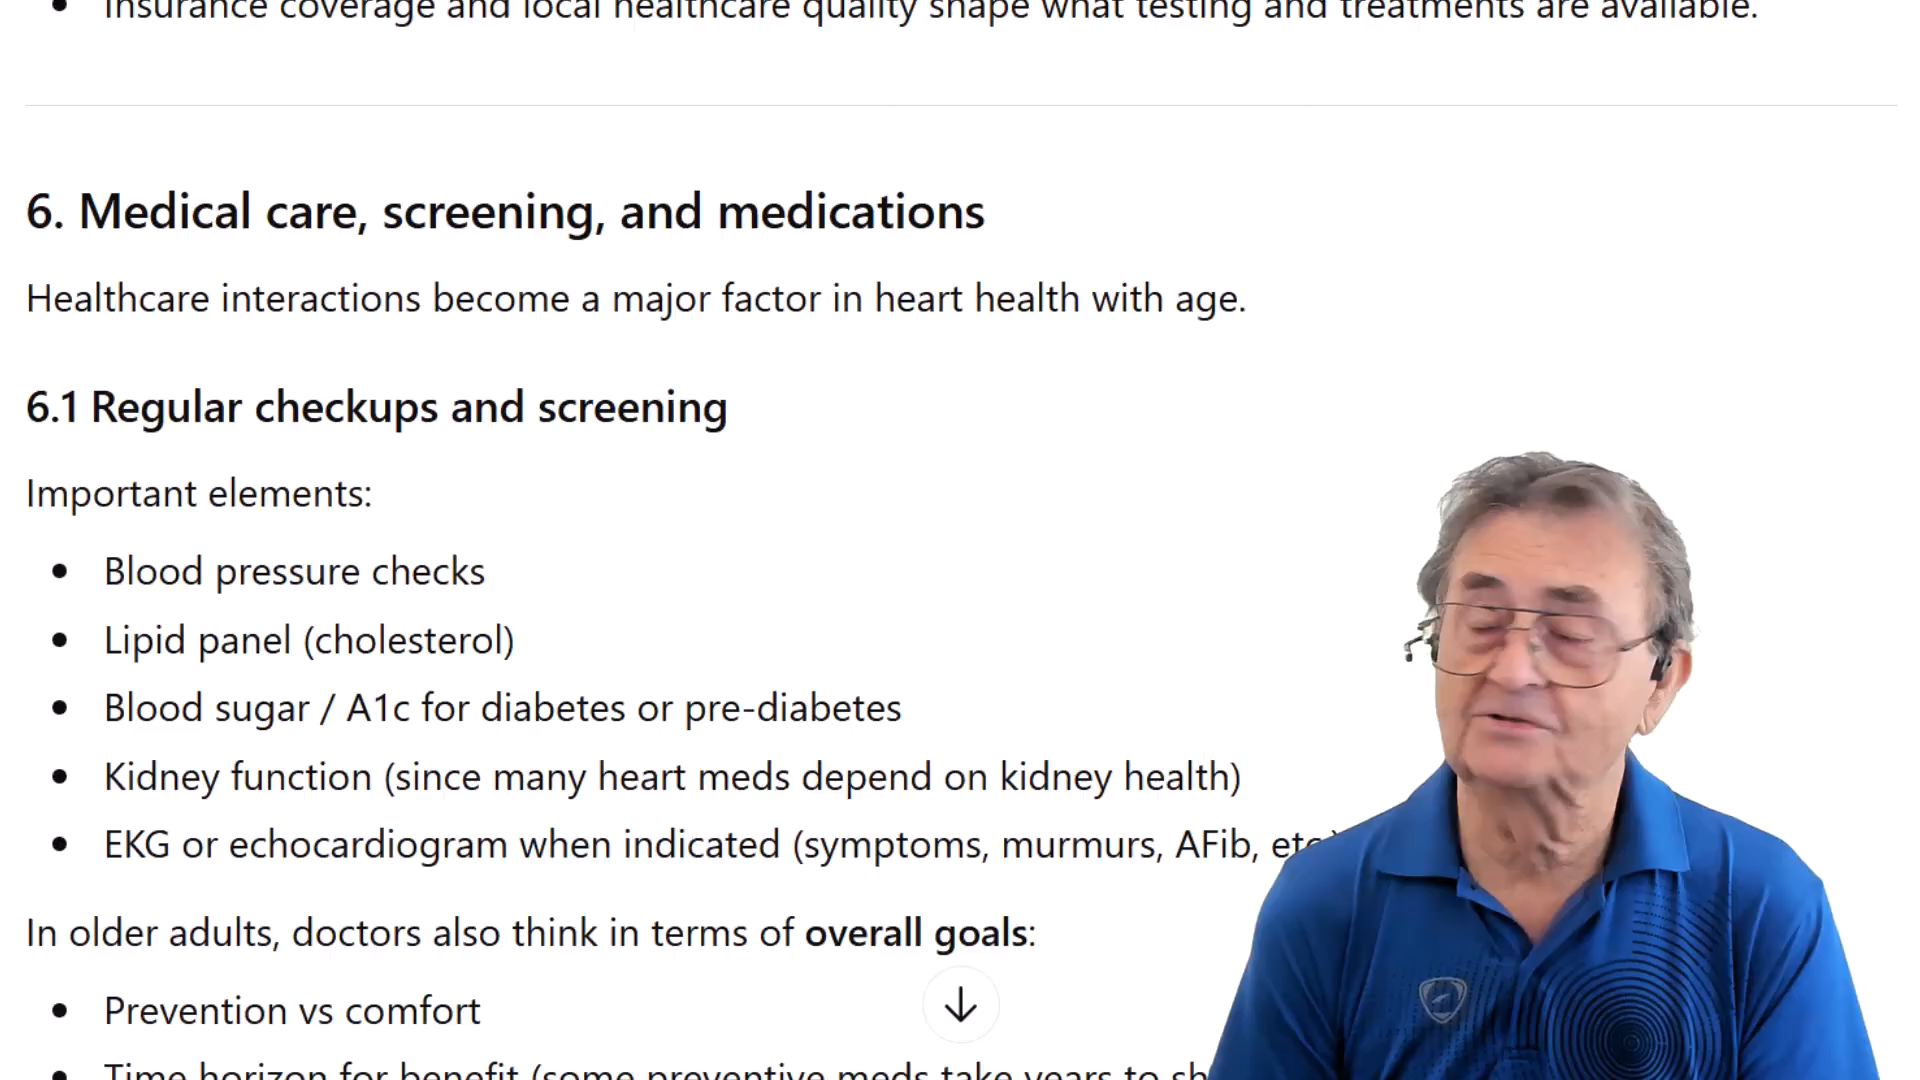 Insurance coverage and local healthcare quality shape what testing and treatments are available.
6. Medical care, screening, and medications
Healthcare interactions become a major factor in heart health with age.
6.1 Regular checkups and screening
Important elements:
• Blood pressure checks
• Lipid panel (cholesterol)
• Blood sugar / A1c for diabetes or pre-diabetes
• Kidney function (since many heart meds depend on kidney health)
• EKG or echocardiogram when indicated (symptoms, murmurs, AFib, etc
In older adults, doctors also think in terms of overall goals:
• Prevention vs comfort
• Time horizon for benefit (some preventive meds take years to